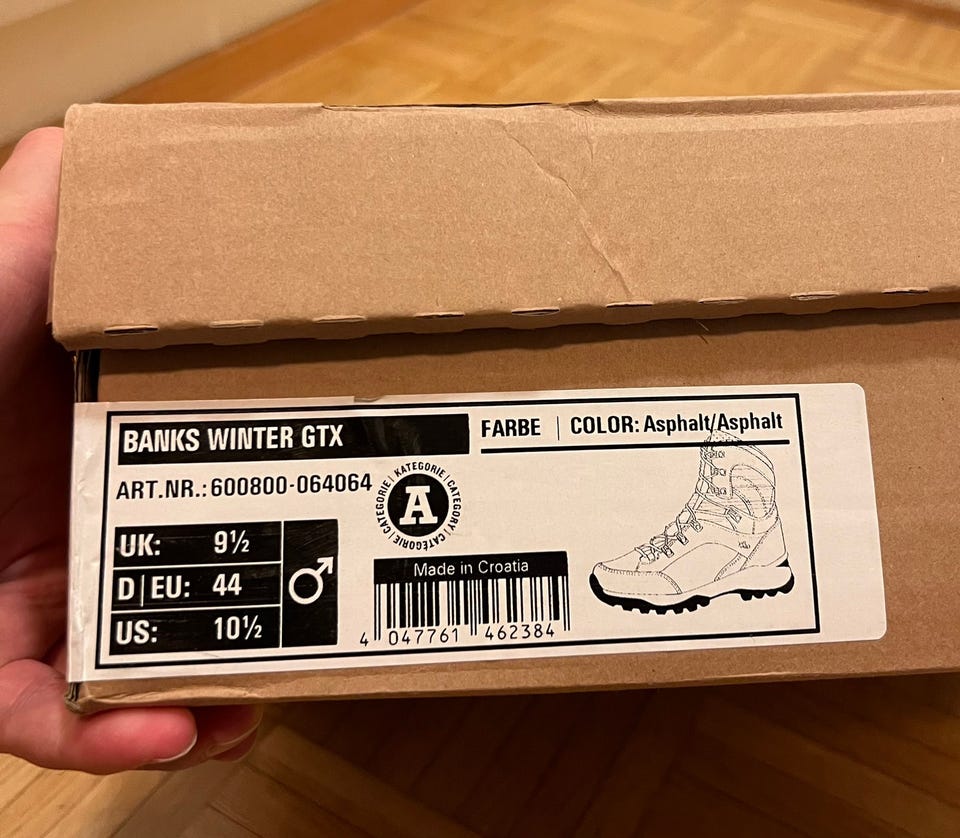 BANKS WINTER GTX
FARBE | COLOR: Asphalt/Asphalt
ART.NR.: 600800-064064
KATEGORIE | CATEGORY | CATÉGORIE | CATEGORIE |
A
UK: 9½
D|EU: 44
US: 10½
Made in Croatia
4 047761 462384